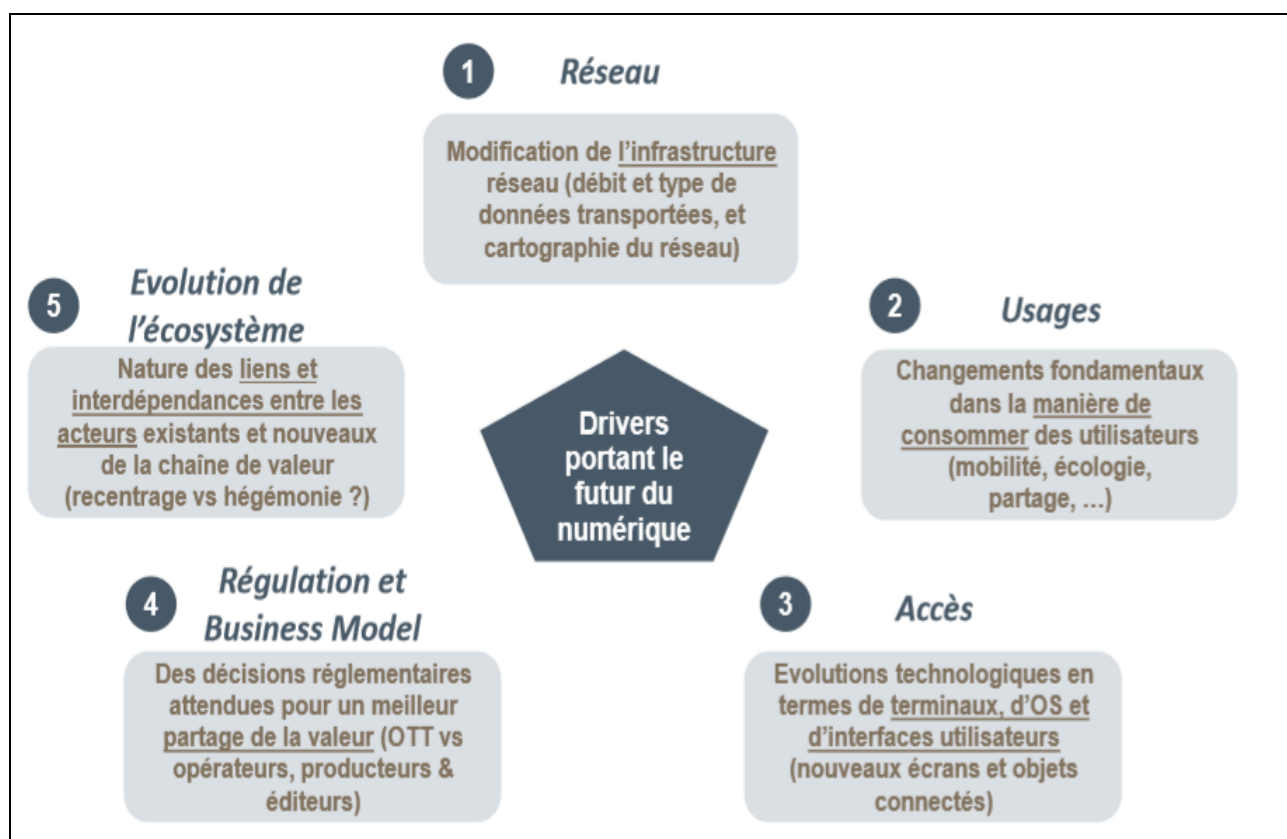 1
Réseau
Modification de l'infrastructure
réseau (débit et type de
données transportées, et
cartographie du réseau)
2
Usages
Changements fondamentaux
dans la manière de
consommer des utilisateurs
(mobilité, écologie,
partage, …)
3
Accès
Evolutions technologiques en
termes de terminaux, d'OS et
d'interfaces utilisateurs
(nouveaux écrans et objets
connectés)
4
Régulation et
Business Model
Des décisions réglementaires
attendues pour un meilleur
partage de la valeur (OTT vs
opérateurs, producteurs &
éditeurs)
5
Evolution de
l'écosystème
Nature des liens et
interdépendances entre les
acteurs existants et nouveaux
de la chaîne de valeur
(recentrage vs hégémonie ?)
Drivers
portant le
futur du
numérique